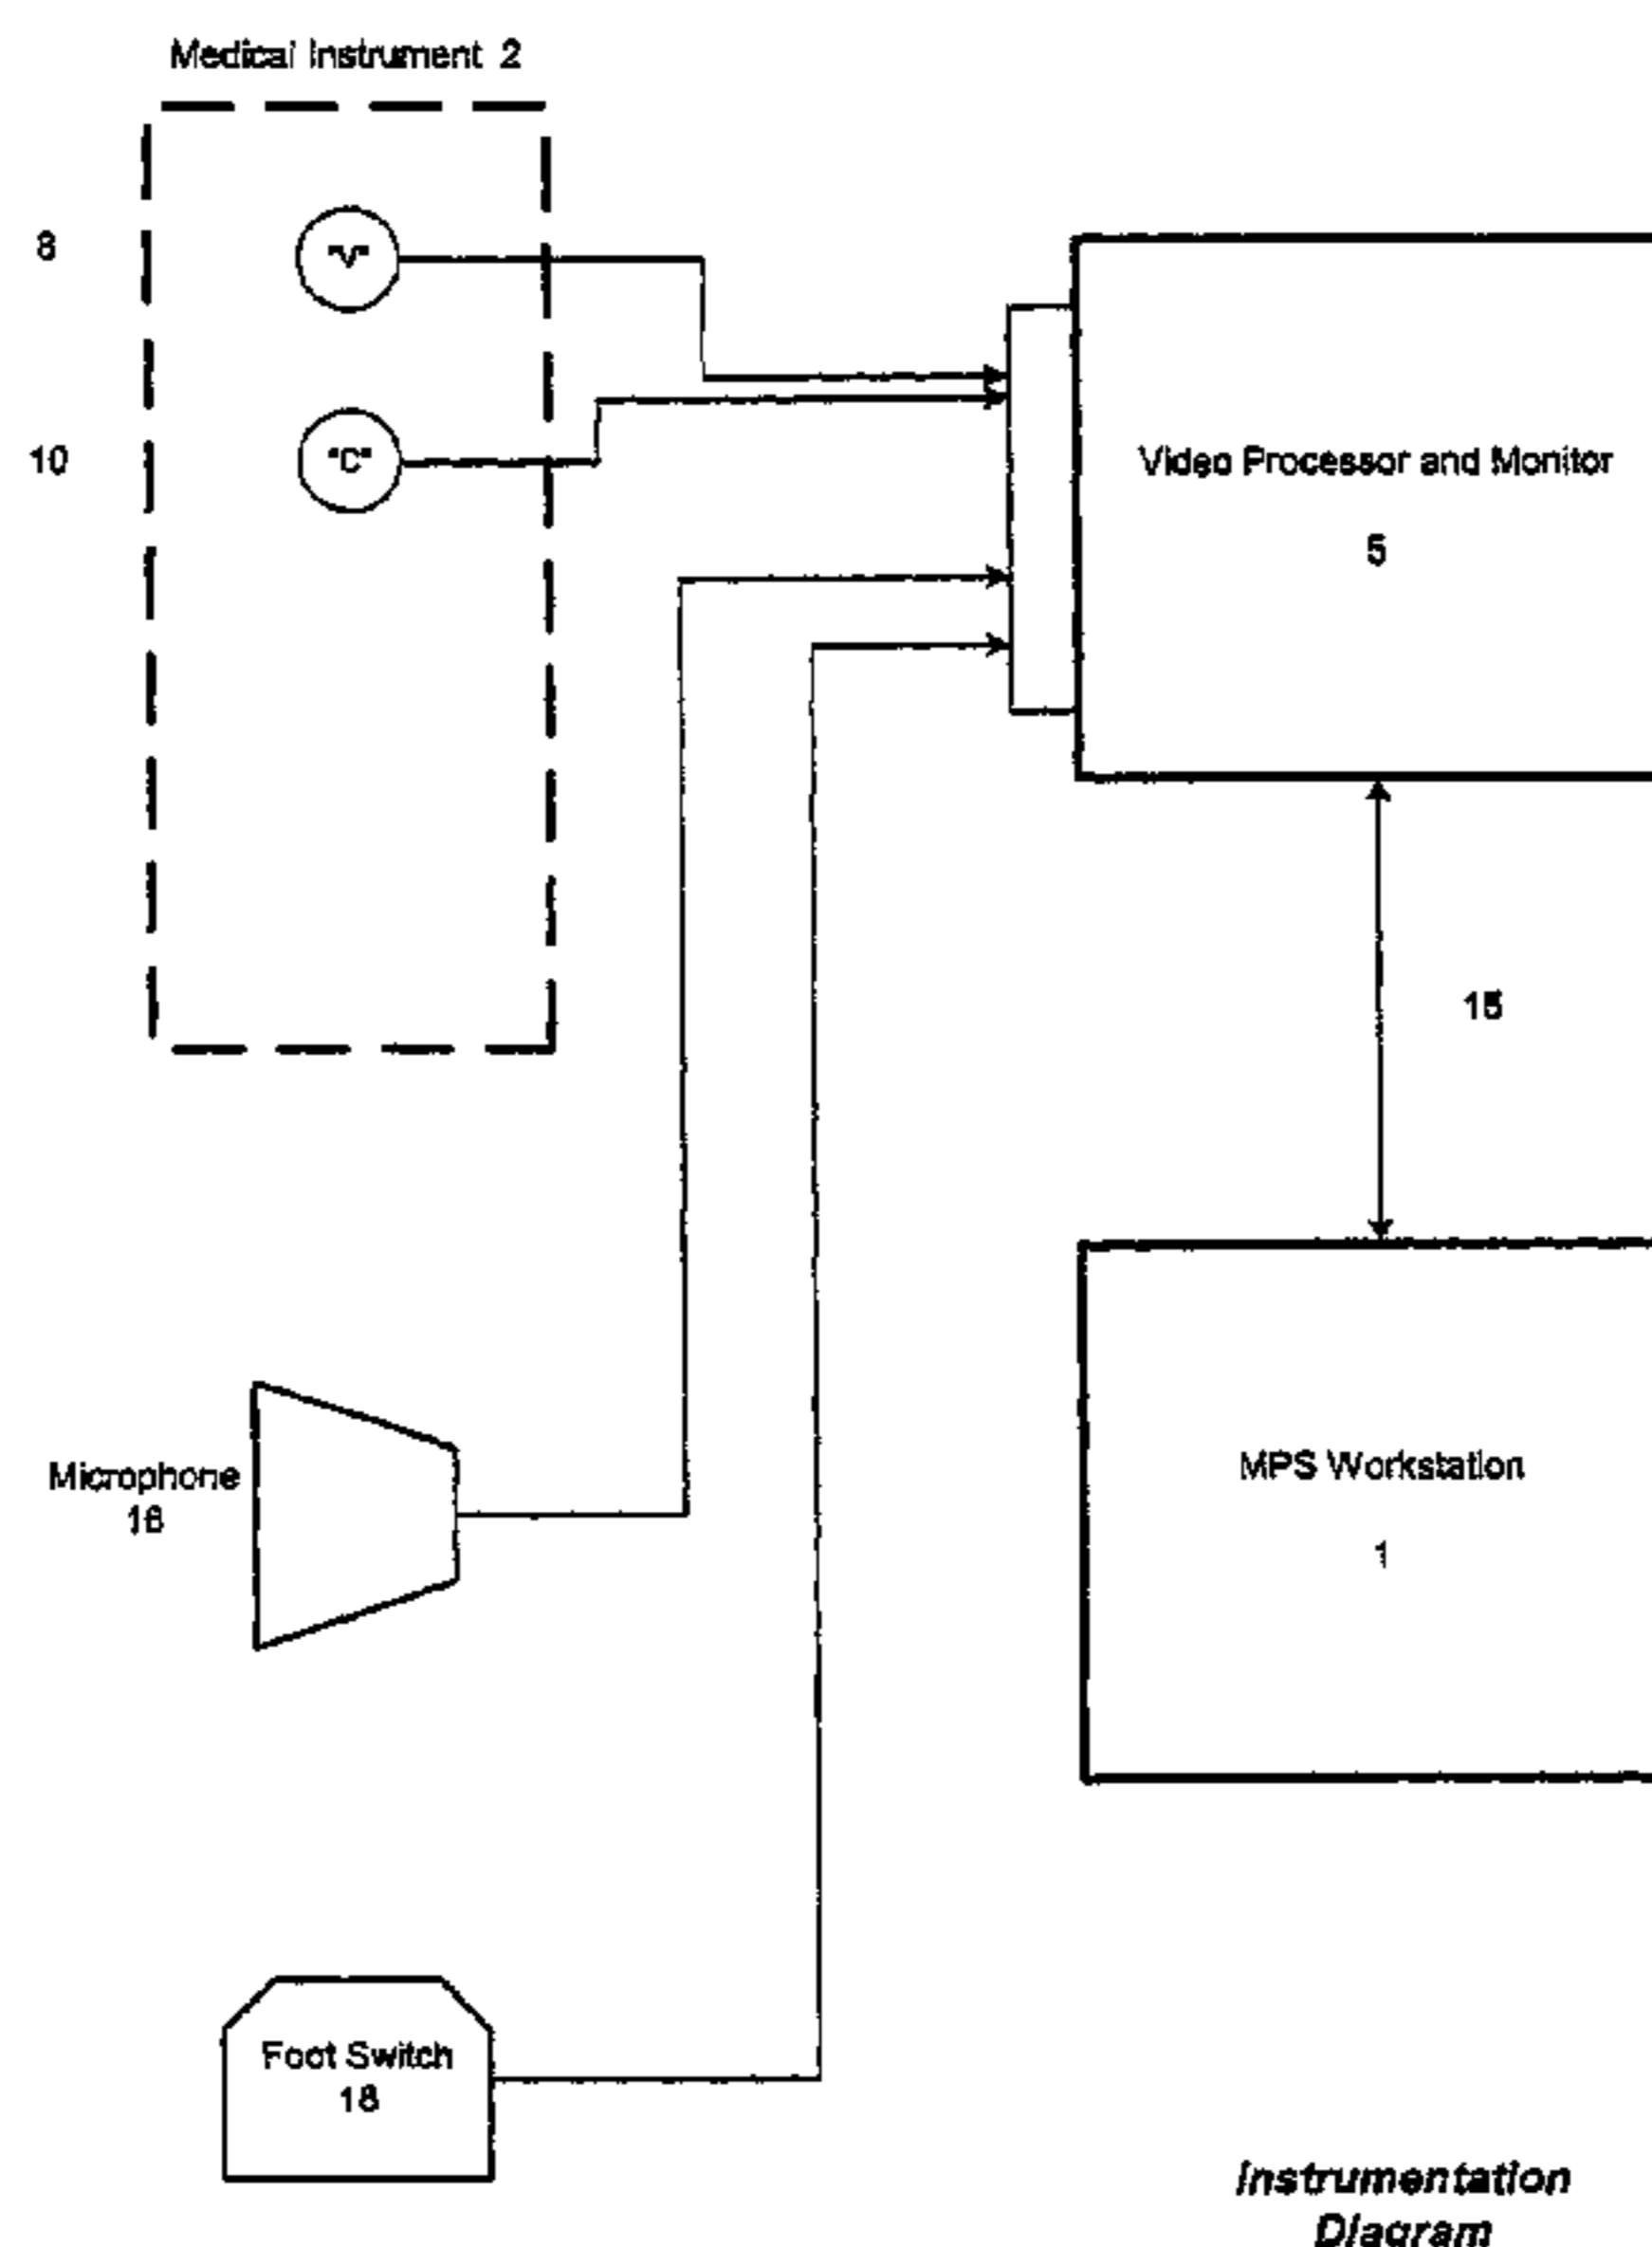 Medical Instrument 2
8
"V"
10
"C"
Video Processor and Monitor
5
15
Microphone
16
MPS Workstation
1
Foot Switch
18
Instrumentation
Diagram